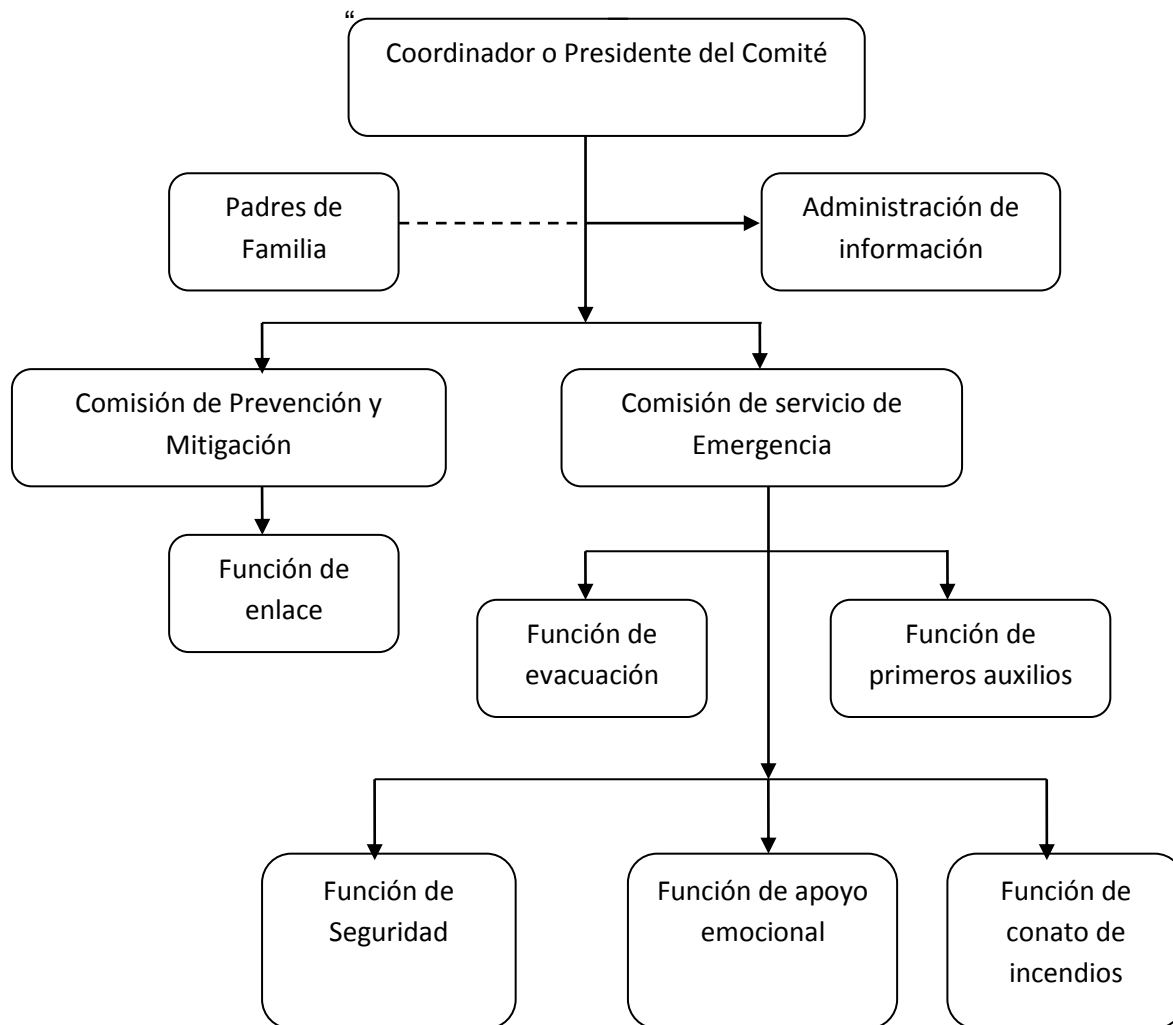 “
Coordinador o Presidente del Comité
Padres de
Familia
Administración de
información
Comisión de Prevención y
Mitigación
Comisión de servicio de
Emergencia
Función de
enlace
Función de
evacuación
Función de
primeros auxilios
Función de
Seguridad
Función de apoyo
emocional
Función de
conato de
incendios